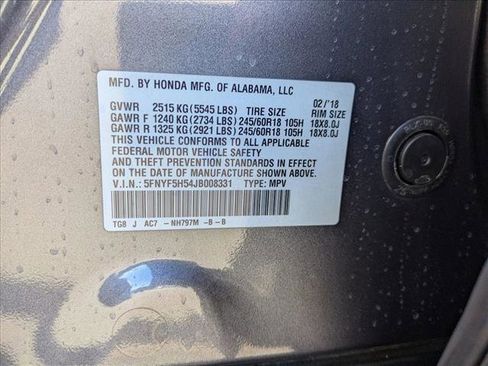 MFD. BY HONDA MFG. OF ALABAMA, LLC
GVWR 2515 KG (5545 LBS) TIRE SIZE 02/'18 RIM SIZE
GAWR F 1240 KG (2734 LBS) 245/60R18 105H 18X8.0J
GAWR R 1325 KG (2921 LBS) 245/60R18 105H 18X8.0J
THIS VEHICLE CONFORMS TO ALL APPLICABLE
FEDERAL MOTOR VEHICLE SAFETY
AND THEFT PREVENTION STANDARDS IN EFFECT
ON THE DATE OF MANUFACTURE SHOWN ABOVE.
V.I.N.: 5FNYF5H54JB008331 TYPE: MPV
TG8 J AC7 -NH797M -B -B